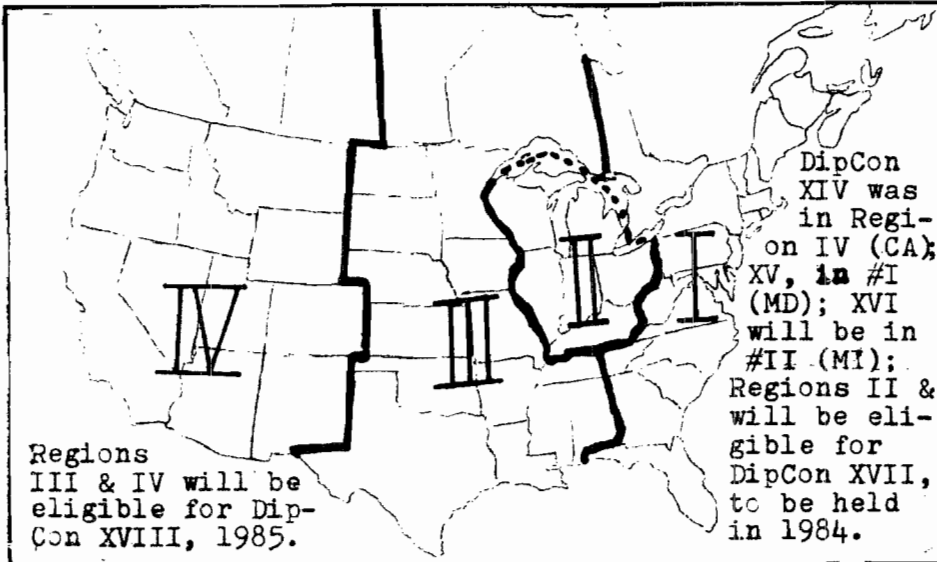 IV
III
II
I
DipCon
XIV was
in Regi-
on IV (CA);
XV, in #I
(MD); XVI
will be in
#II (MI);
Regions II &
will be eli-
gible for
DipCon XVII,
to be held
in 1984.
Regions
III & IV will be
eligible for Dip-
Con XVIII, 1985.